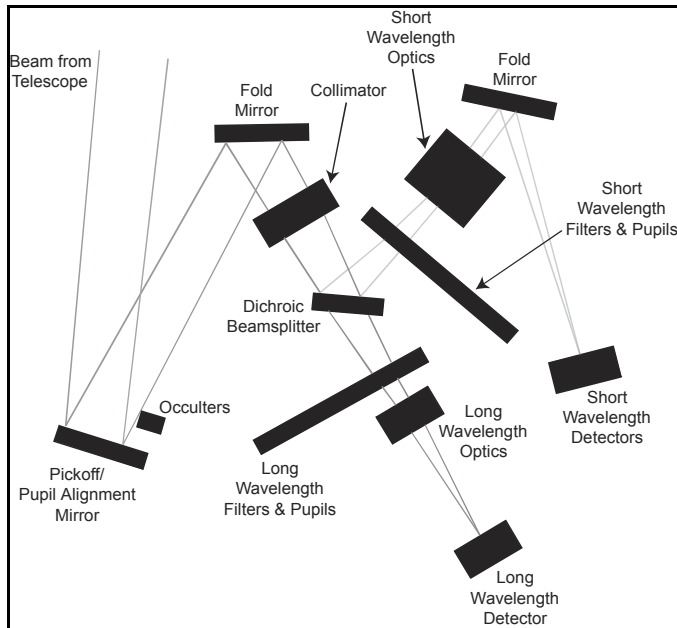 Beam from
Telescope
Fold
Mirror
Collimator
Short
Wavelength
Optics
Fold
Mirror
Short
Wavelength
Filters & Pupils
Dichroic
Beamsplitter
Occulters
Pickoff/
Pupil Alignment
Mirror
Long
Wavelength
Filters & Pupils
Long
Wavelength
Optics
Short
Wavelength
Detectors
Long
Wavelength
Detector